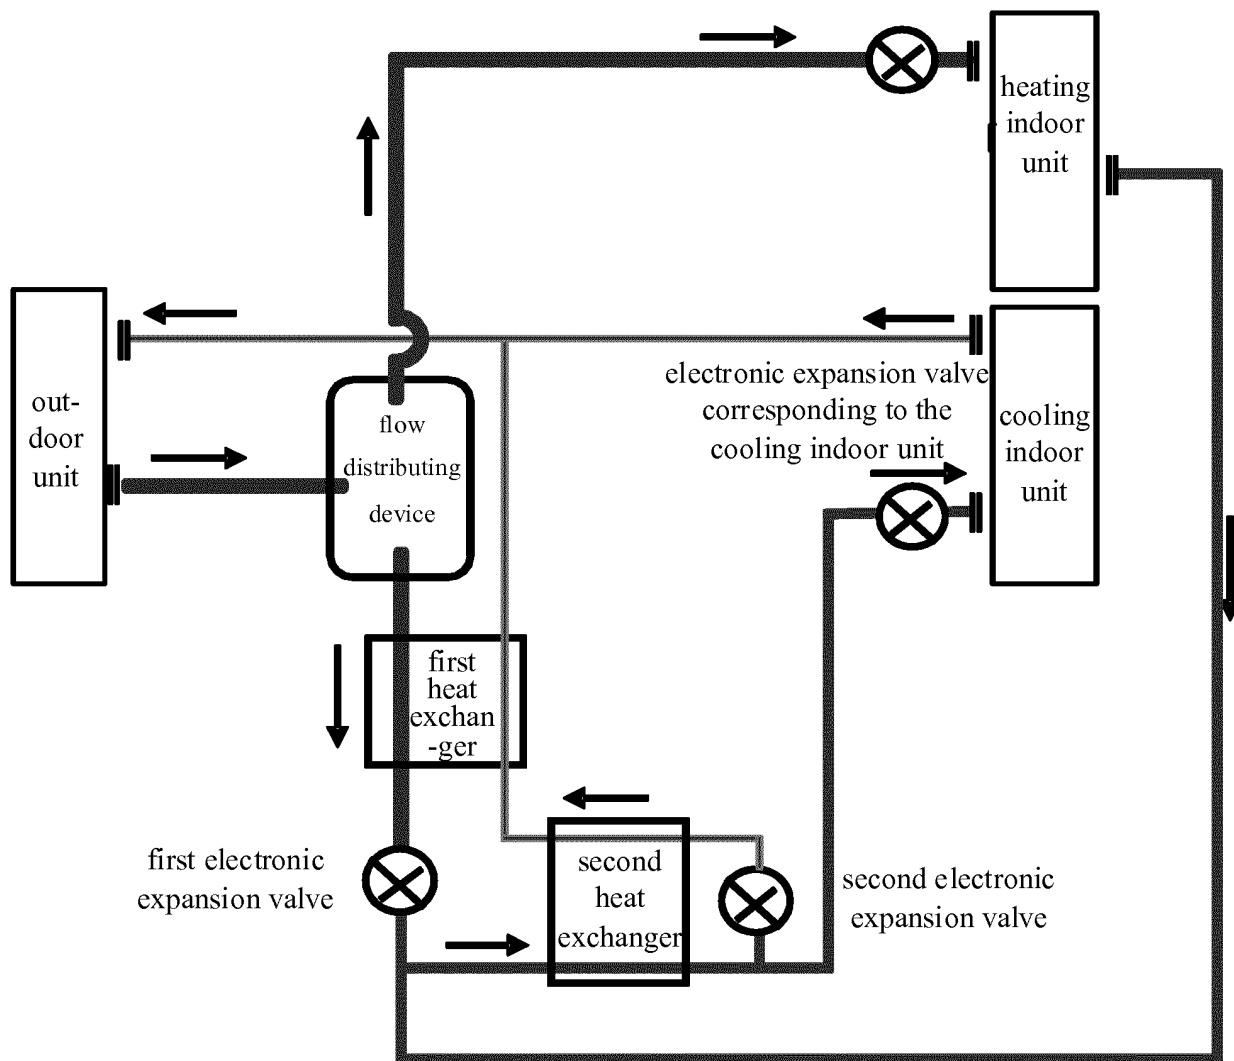 heating
indoor
unit
out-
door
unit
flow
distributing
device
electronic expansion valve
corresponding to the
cooling indoor unit
cooling
indoor
unit
first
heat
exchan
-ger
first electronic
expansion valve
second
heat
exchanger
second electronic
expansion valve